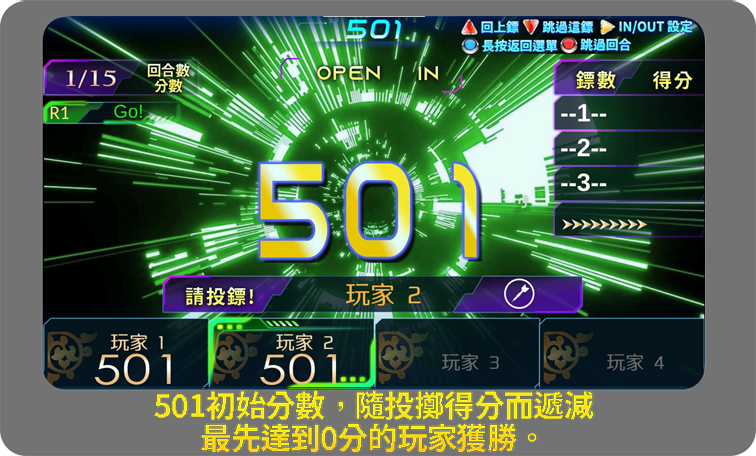 501
回上鏢 跳過這鏢 IN/OUT 設定
長按返回選單 跳過回合
1/15 回合數
分數
OPEN IN
鏢數 得分
R1 Go!
--1--
--2--
--3--
501
請投鏢! 玩家 2
玩家 1
501
玩家 2
501
玩家 3
玩家 4
501初始分數，隨投擲得分而遞減
最先達到0分的玩家獲勝。